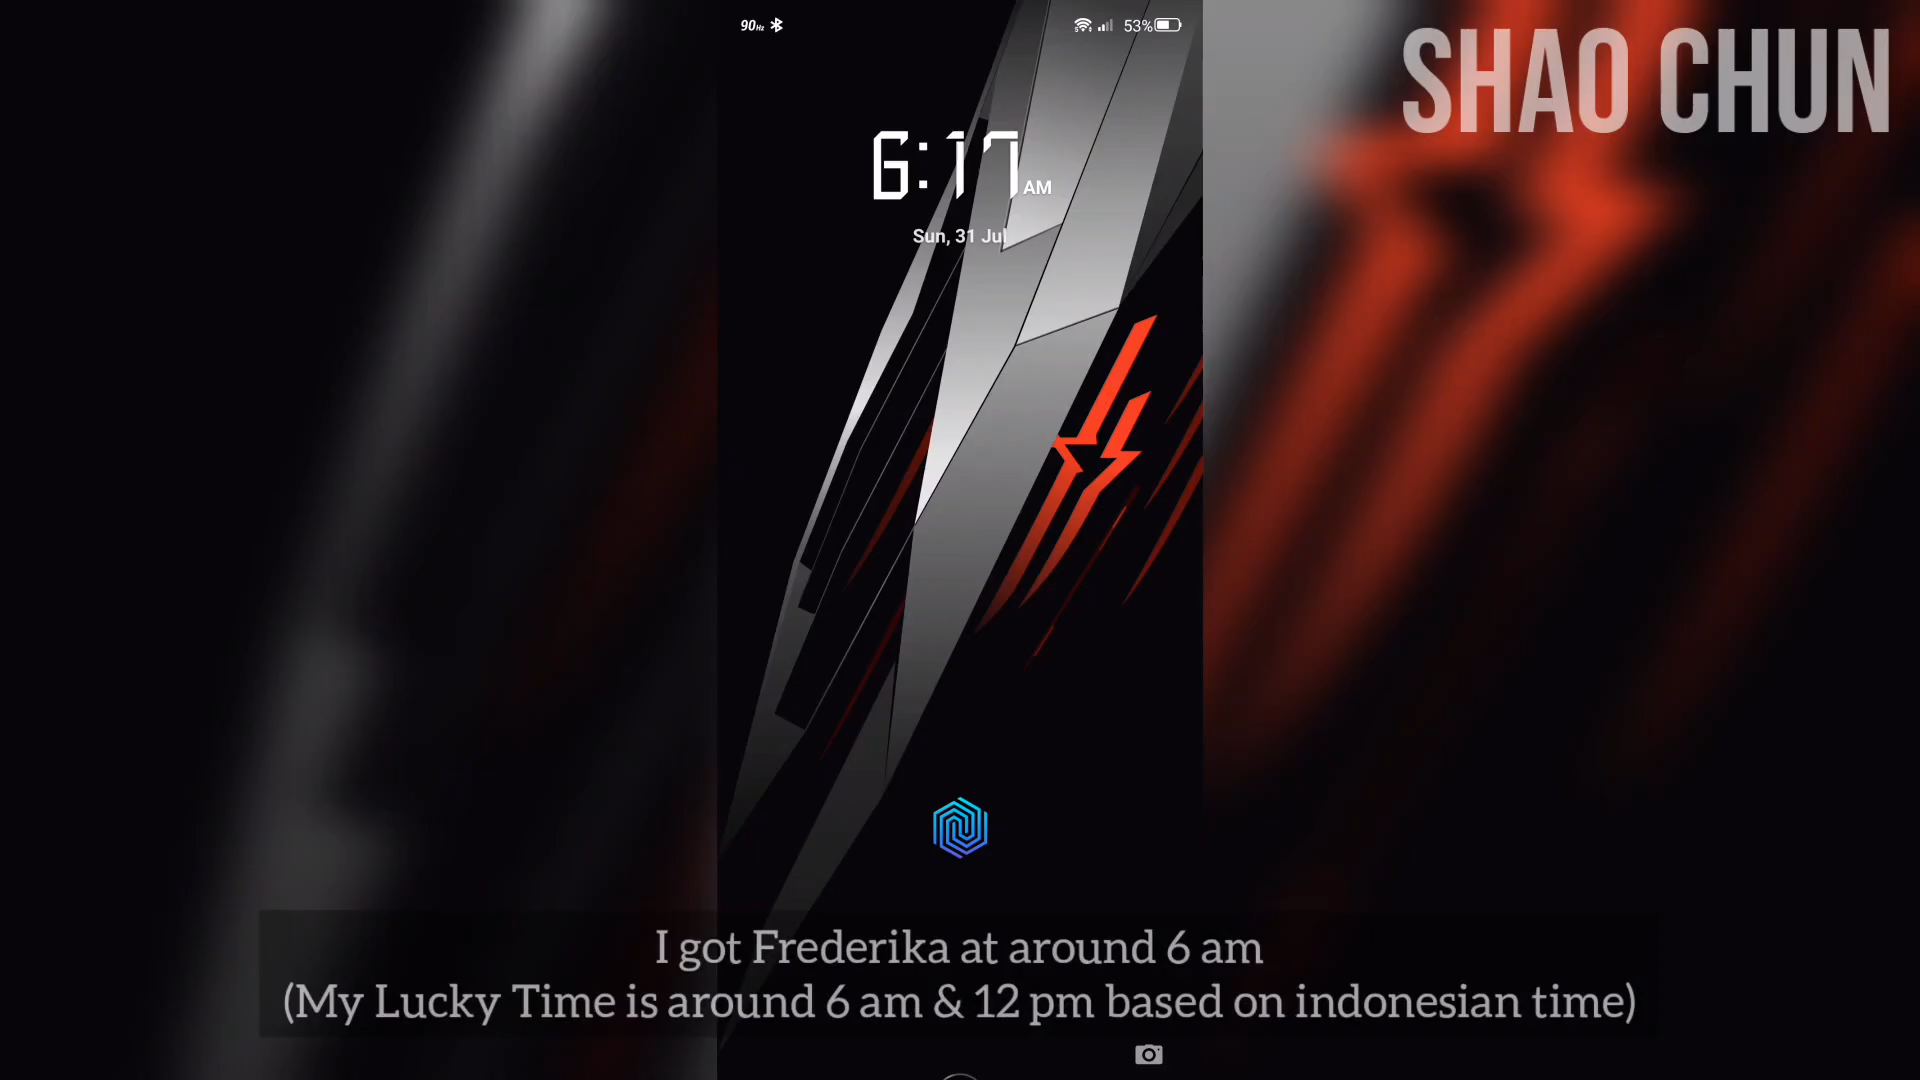 90Hz
53%
SHAO CHUN
6:17 AM
Sun, 31 Jul
I got Frederika at around 6 am
(My Lucky Time is around 6 am & 12 pm based on indonesian time)